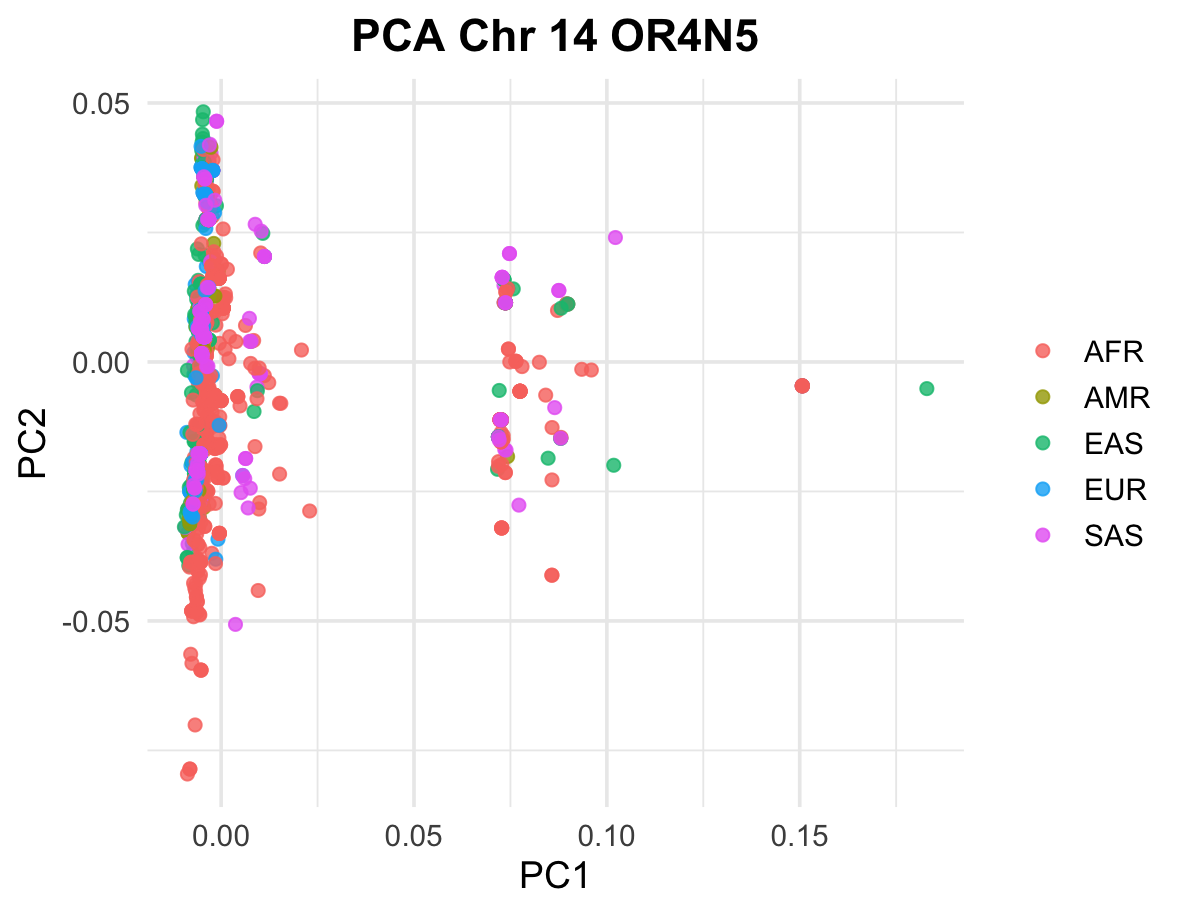 PCA Chr 14 OR4N5
0.05
0.00
-0.05
PC2
0.00 0.05 0.10 0.15
PC1
AFR
AMR
EAS
EUR
SAS